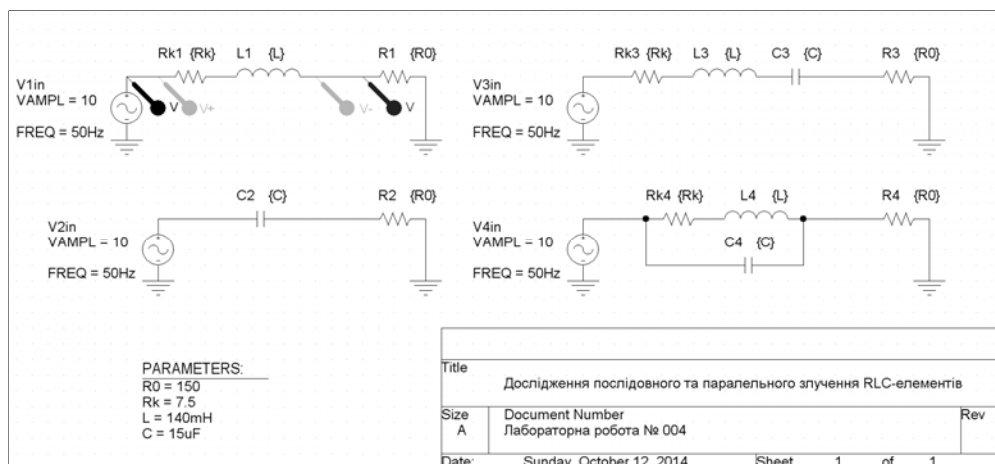 Rk1 {Rk} L1 {L} R1 {R0}
V1in
VAMPL = 10
FREQ = 50Hz
V V+ V- V
Rk3 {Rk} L3 {L} C3 {C} R3 {R0}
V3in
VAMPL = 10
FREQ = 50Hz
C2 {C} R2 {R0}
V2in
VAMPL = 10
FREQ = 50Hz
Rk4 {Rk} L4 {L} R4 {R0}
V4in
VAMPL = 10
C4 {C}
FREQ = 50Hz
PARAMETERS:
R0 = 150
Rk = 7.5
L = 140mH
C = 15uF
Title
Дослідження послідовного та паралельного злучення RLC-елементів
Size Document Number Rev
A Лабораторна робота № 004
Date: Sunday, October 12, 2014 Sheet 1 of 1